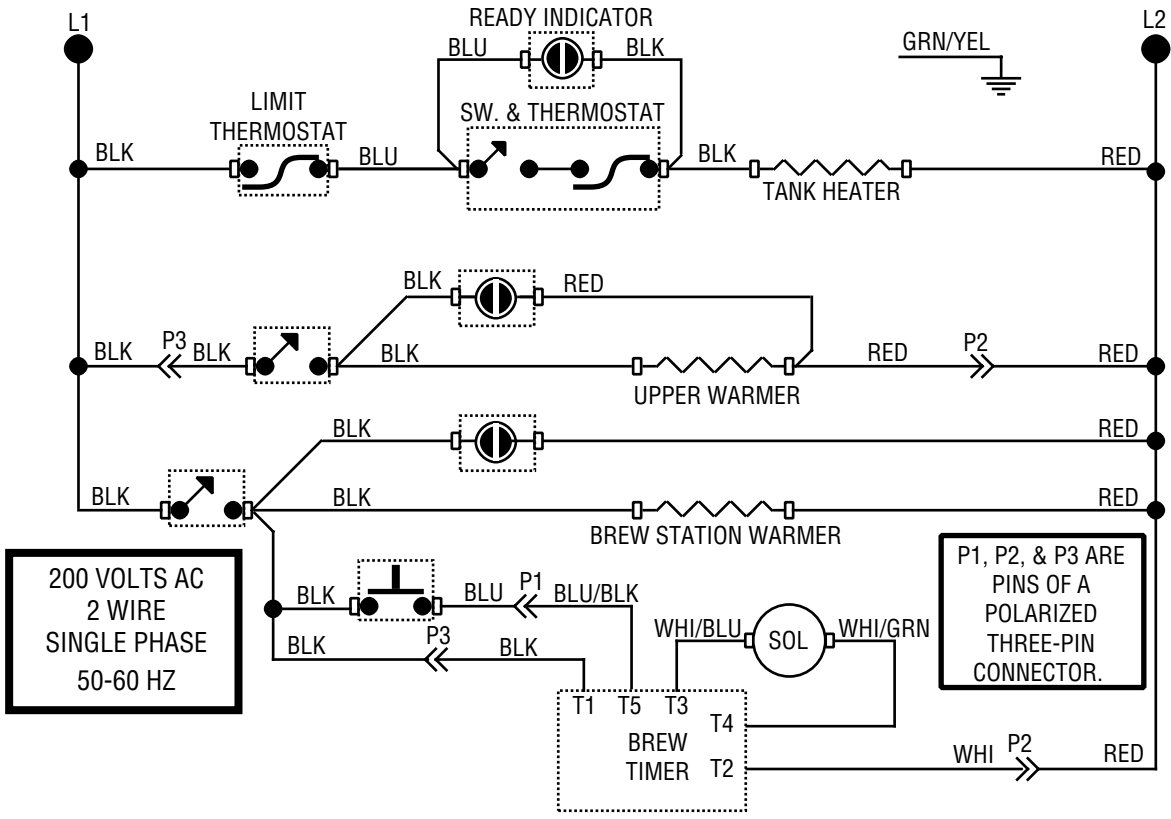 READY INDICATOR
L1
L2
BLU
BLK
GRN/YEL
LIMIT
THERMOSTAT
SW. & THERMOSTAT
BLK
BLU
BLK
RED
TANK HEATER
BLK
RED
BLK
P3
BLK
BLK
RED
P2
RED
UPPER WARMER
BLK
RED
BLK
BLK
RED
BREW STATION WARMER
200 VOLTS AC
2 WIRE
SINGLE PHASE
50-60 HZ
P1, P2, & P3 ARE
PINS OF A
POLARIZED
THREE-PIN
CONNECTOR.
BLK
BLU
P1
BLU/BLK
BLK
P3
BLK
WHI/BLU
SOL
WHI/GRN
T1
T5
T3
T4
BREW
TIMER
T2
WHI
P2
RED